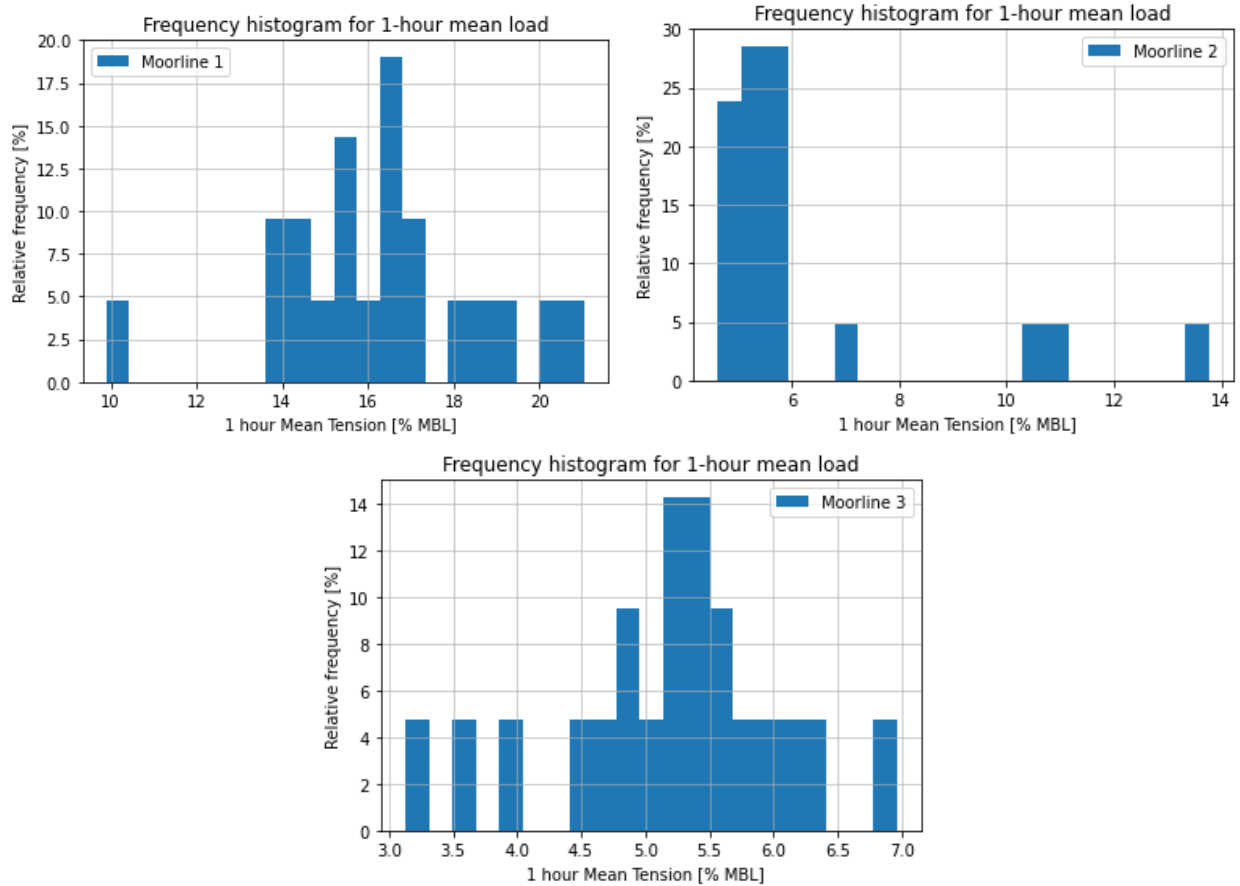 Frequency histogram for 1-hour mean load
Moorline 1
Relative frequency [%]
20.0
17.5
15.0
12.5
10.0
7.5
5.0
2.5
0.0
10 12 14 16 18 20
1 hour Mean Tension [% MBL]
Frequency histogram for 1-hour mean load
Moorline 2
Relative frequency [%]
30
25
20
15
10
5
0
6 8 10 12 14
1 hour Mean Tension [% MBL]
Frequency histogram for 1-hour mean load
Moorline 3
Relative frequency [%]
14
12
10
8
6
4
2
0
3.0 3.5 4.0 4.5 5.0 5.5 6.0 6.5 7.0
1 hour Mean Tension [% MBL]